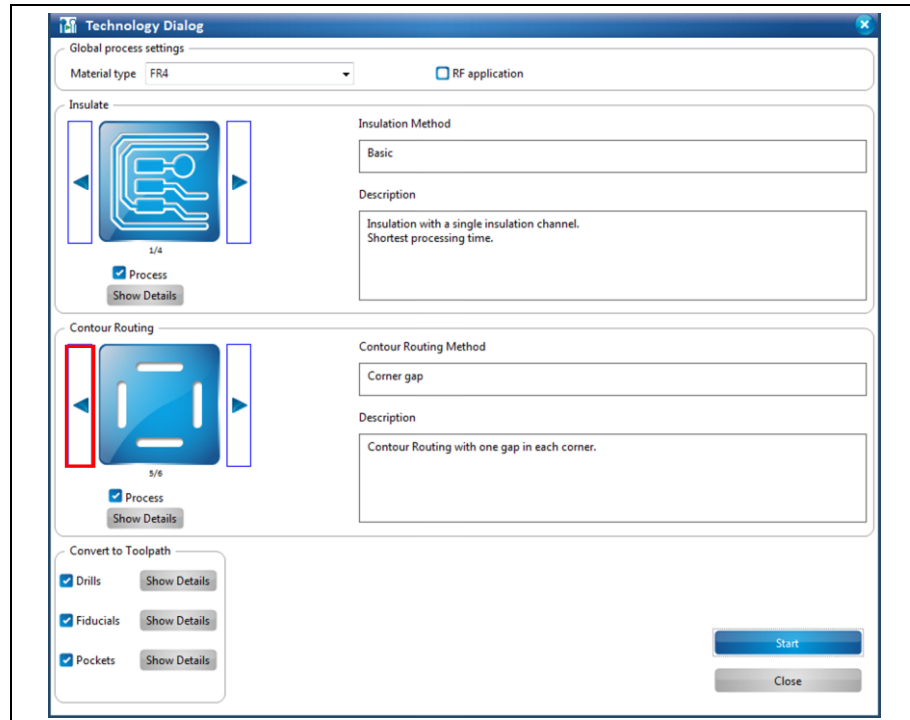 Technology Dialog
Global process settings
Material type FR4 RF application
Insulate
Insulation Method
Basic
Description
Insulation with a single insulation channel.
Shortest processing time.
1/4
Process
Show Details
Contour Routing
Contour Routing Method
Corner gap
Description
Contour Routing with one gap in each corner.
5/6
Process
Show Details
Convert to Toolpath
Drills Show Details
Fiducials Show Details
Pockets Show Details
Start
Close